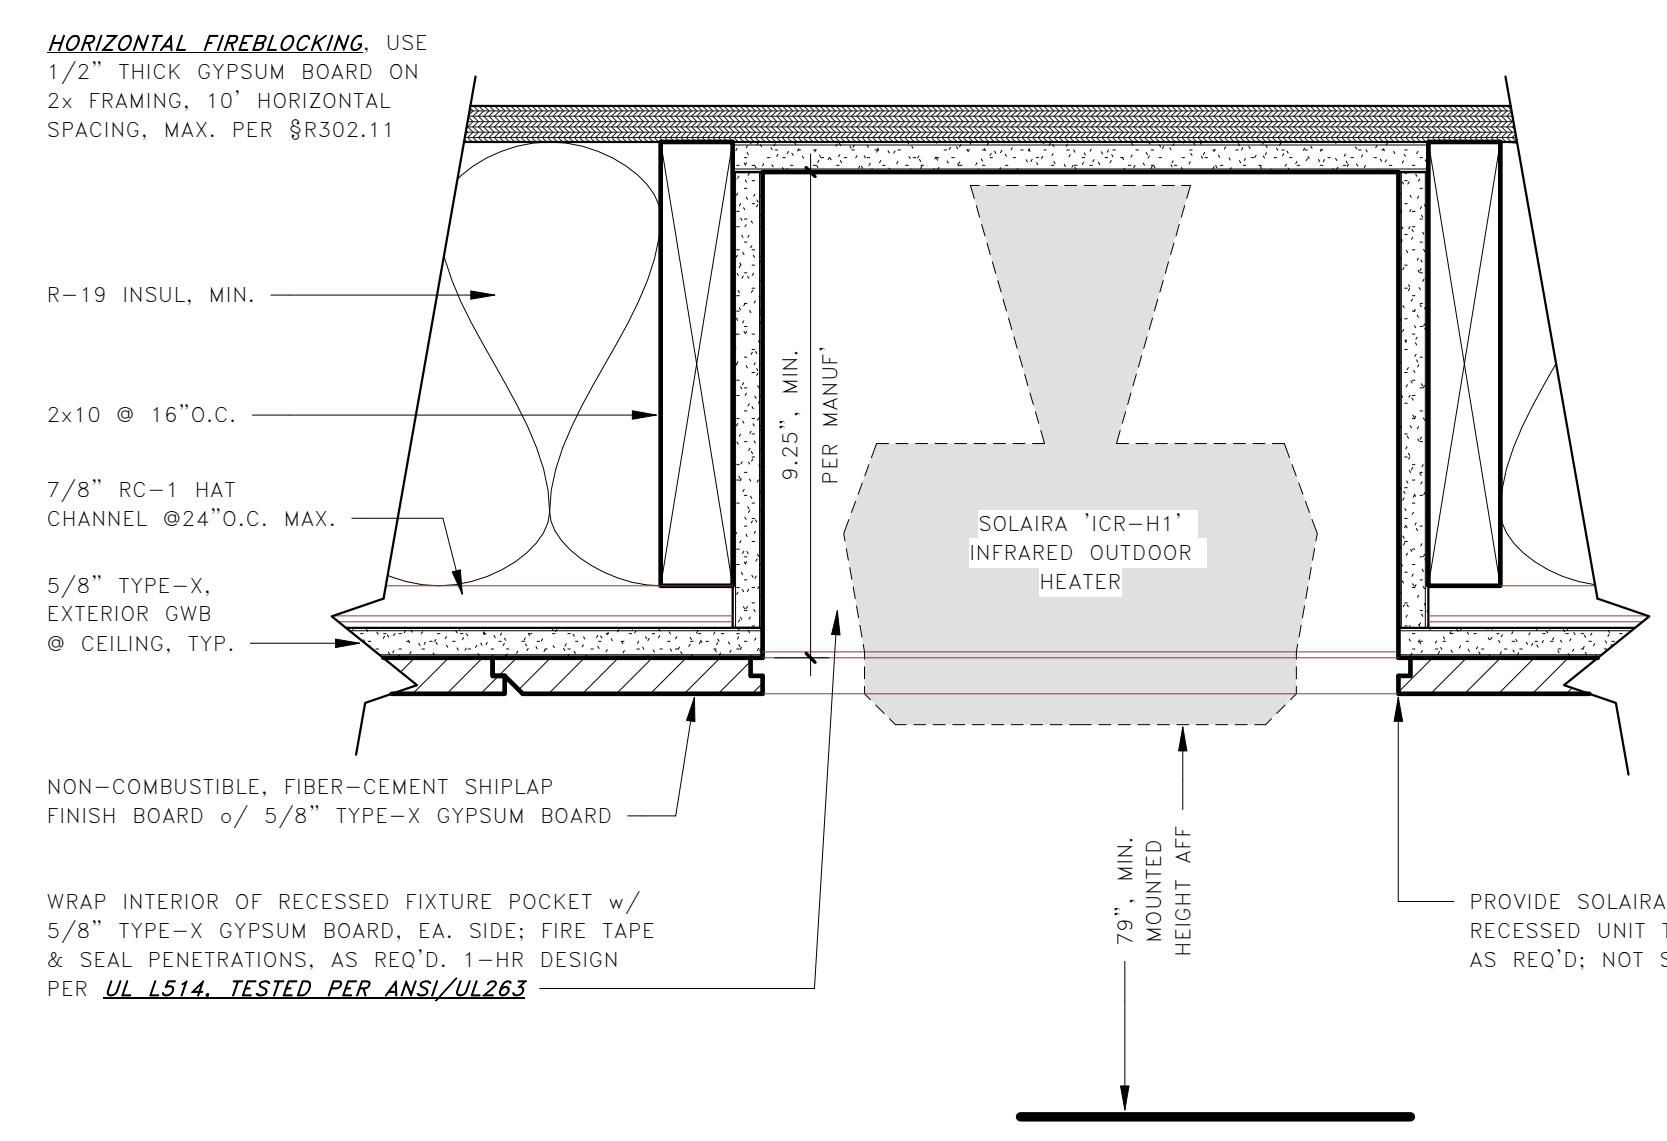 HORIZONTAL FIREBLOCKING, USE
1/2” THICK GYPSUM BOARD ON
2x FRAMING, 10’ HORIZONTAL
SPACING, MAX. PER §R302.11
R–19 INSUL, MIN.
2x10 @ 16”O.C.
7/8” RC–1 HAT
CHANNEL @24”O.C. MAX.
5/8” TYPE–X,
EXTERIOR GWB
@ CEILING, TYP.
9.25”, MIN.
PER MANUF’
SOLAIRA ’ICR–H1’
INFRARED OUTDOOR
HEATER
NON–COMBUSTIBLE, FIBER–CEMENT SHIPLAP
FINISH BOARD o/ 5/8” TYPE–X GYPSUM BOARD
WRAP INTERIOR OF RECESSED FIXTURE POCKET w/
5/8” TYPE–X GYPSUM BOARD, EA. SIDE; FIRE TAPE
& SEAL PENETRATIONS, AS REQ’D. 1–HR DESIGN
PER UL L514, TESTED PER ANSI/UL263
79”, MIN.
MOUNTED
HEIGHT AFF
PROVIDE SOLAIRA
RECESSED UNIT
AS REQ’D; NOT